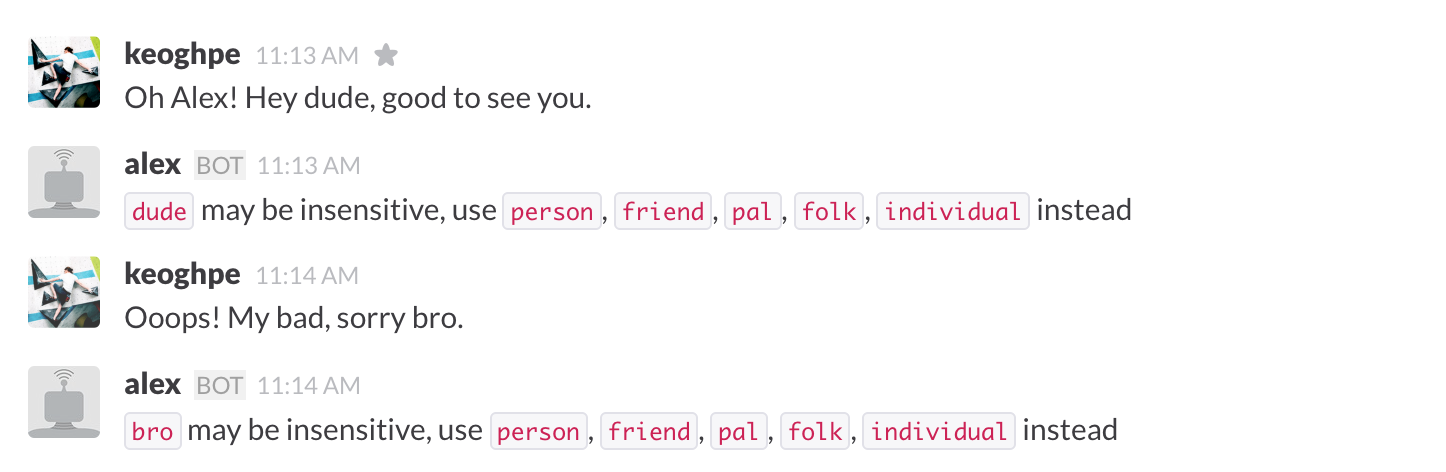 keoghpe 11:13 AM
Oh Alex! Hey dude, good to see you.
alex BOT 11:13 AM
dude may be insensitive, use person, friend, pal, folk, individual instead
keoghpe 11:14 AM
Ooops! My bad, sorry bro.
alex BOT 11:14 AM
bro may be insensitive, use person, friend, pal, folk, individual instead